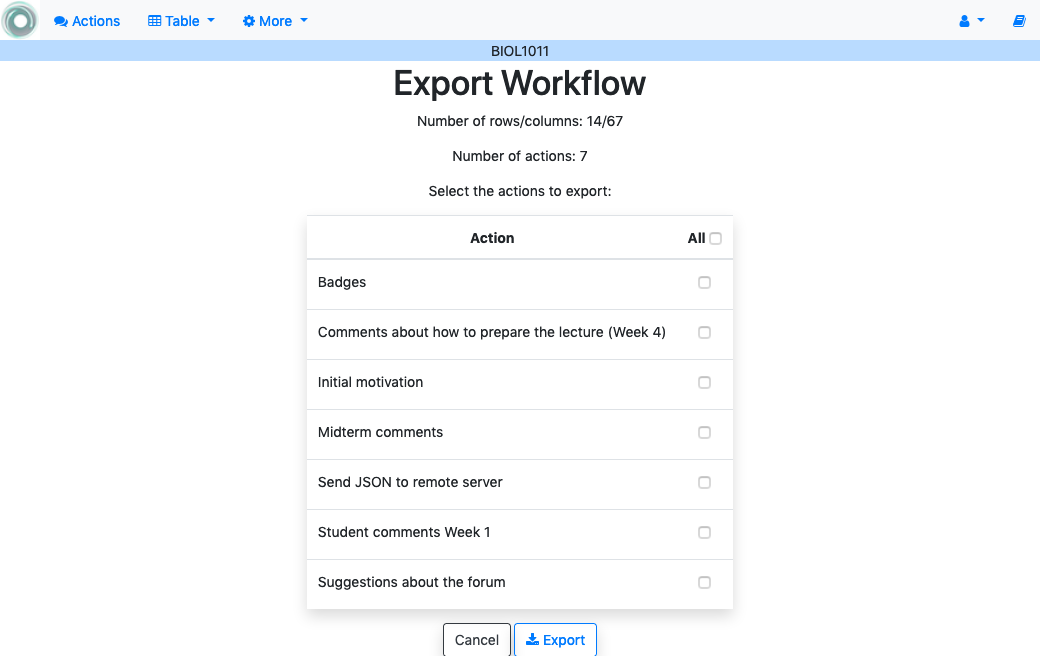 Actions Table More
BIOL1011
Export Workflow
Number of rows/columns: 14/67
Number of actions: 7
Select the actions to export:
Action All
Badges
Comments about how to prepare the lecture (Week 4)
Initial motivation
Midterm comments
Send JSON to remote server
Student comments Week 1
Suggestions about the forum
Cancel Export